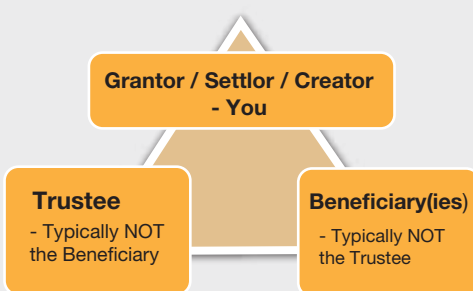 Grantor / Settlor / Creator
- You
Trustee
- Typically NOT
the Beneficiary
Beneficiary(ies)
- Typically NOT
the Trustee